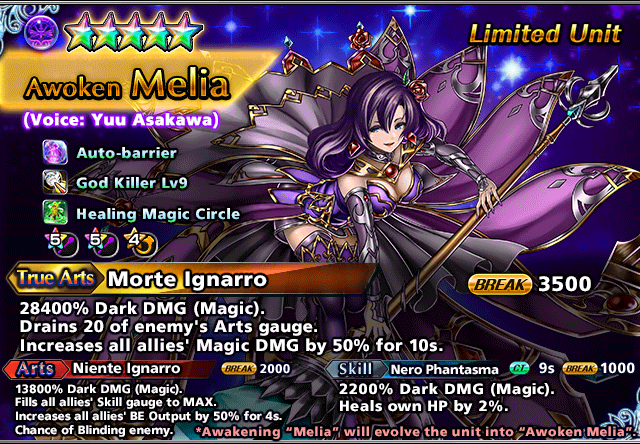 Limited Unit
Awoken Melia
(Voice: Yuu Asakawa)
Auto-barrier
God Killer Lv9
Healing Magic Circle
5 5 4
True Arts Morte Ignarro BREAK 3500
28400% Dark DMG (Magic).
Drains 20 of enemy's Arts gauge.
Increases all allies' Magic DMG by 50% for 10s.
Arts Niente Ignarro BREAK 2000
13800% Dark DMG (Magic).
Fills all allies' Skill gauge to MAX.
Increases all allies' BE Output by 50% for 4s.
Chance of Blinding enemy.
Skill Nero Phantasma CT 9s BREAK 1000
2200% Dark DMG (Magic).
Heals own HP by 2%.
*Awakening "Melia" will evolve the unit into "Awoken Melia"